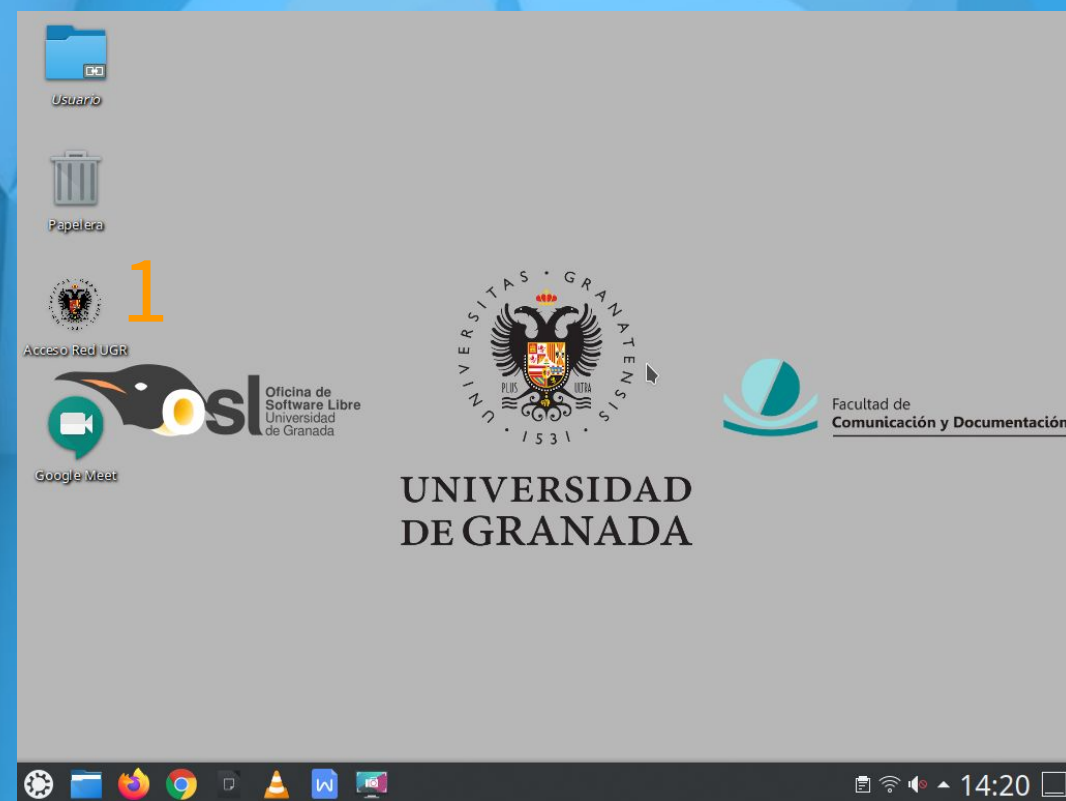 Usuario
Papelera
1
Acceso Red UGR
Google Meet
osl
Oficina de
Software Libre
Universidad
de Granada
UNIVERSITAS · GRANATENSIS · 1531 ·
PLUS ULTRA
UNIVERSIDAD
DE GRANADA
Facultad de
Comunicación y Documentación
14:20